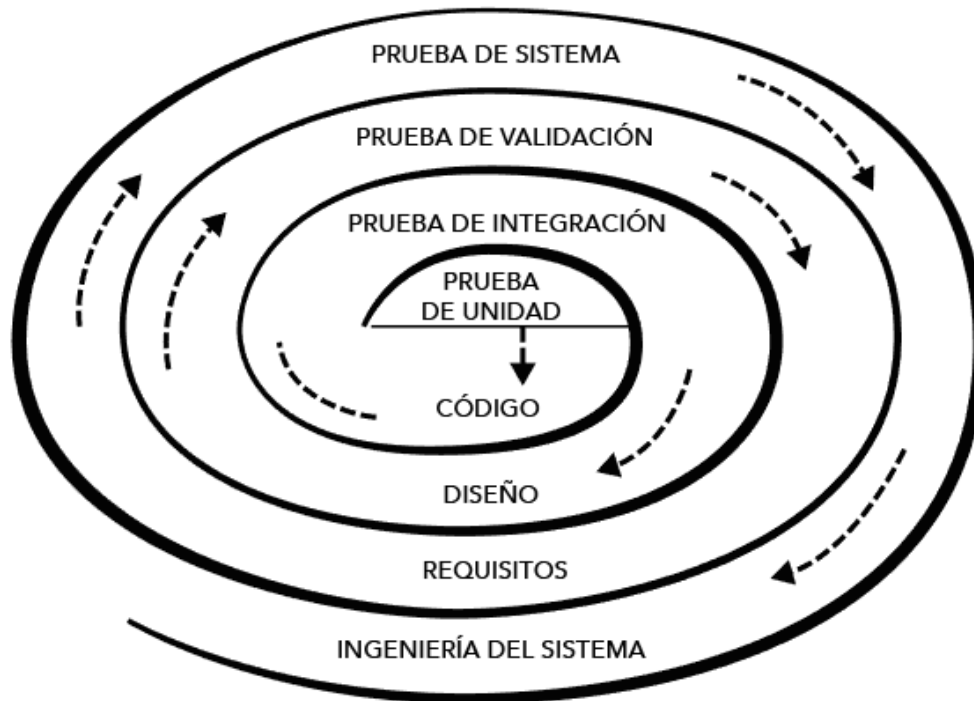 PRUEBA DE SISTEMA
PRUEBA DE VALIDACIÓN
PRUEBA DE INTEGRACIÓN
PRUEBA
DE UNIDAD
CÓDIGO
DISEÑO
REQUISITOS
INGENIERÍA DEL SISTEMA